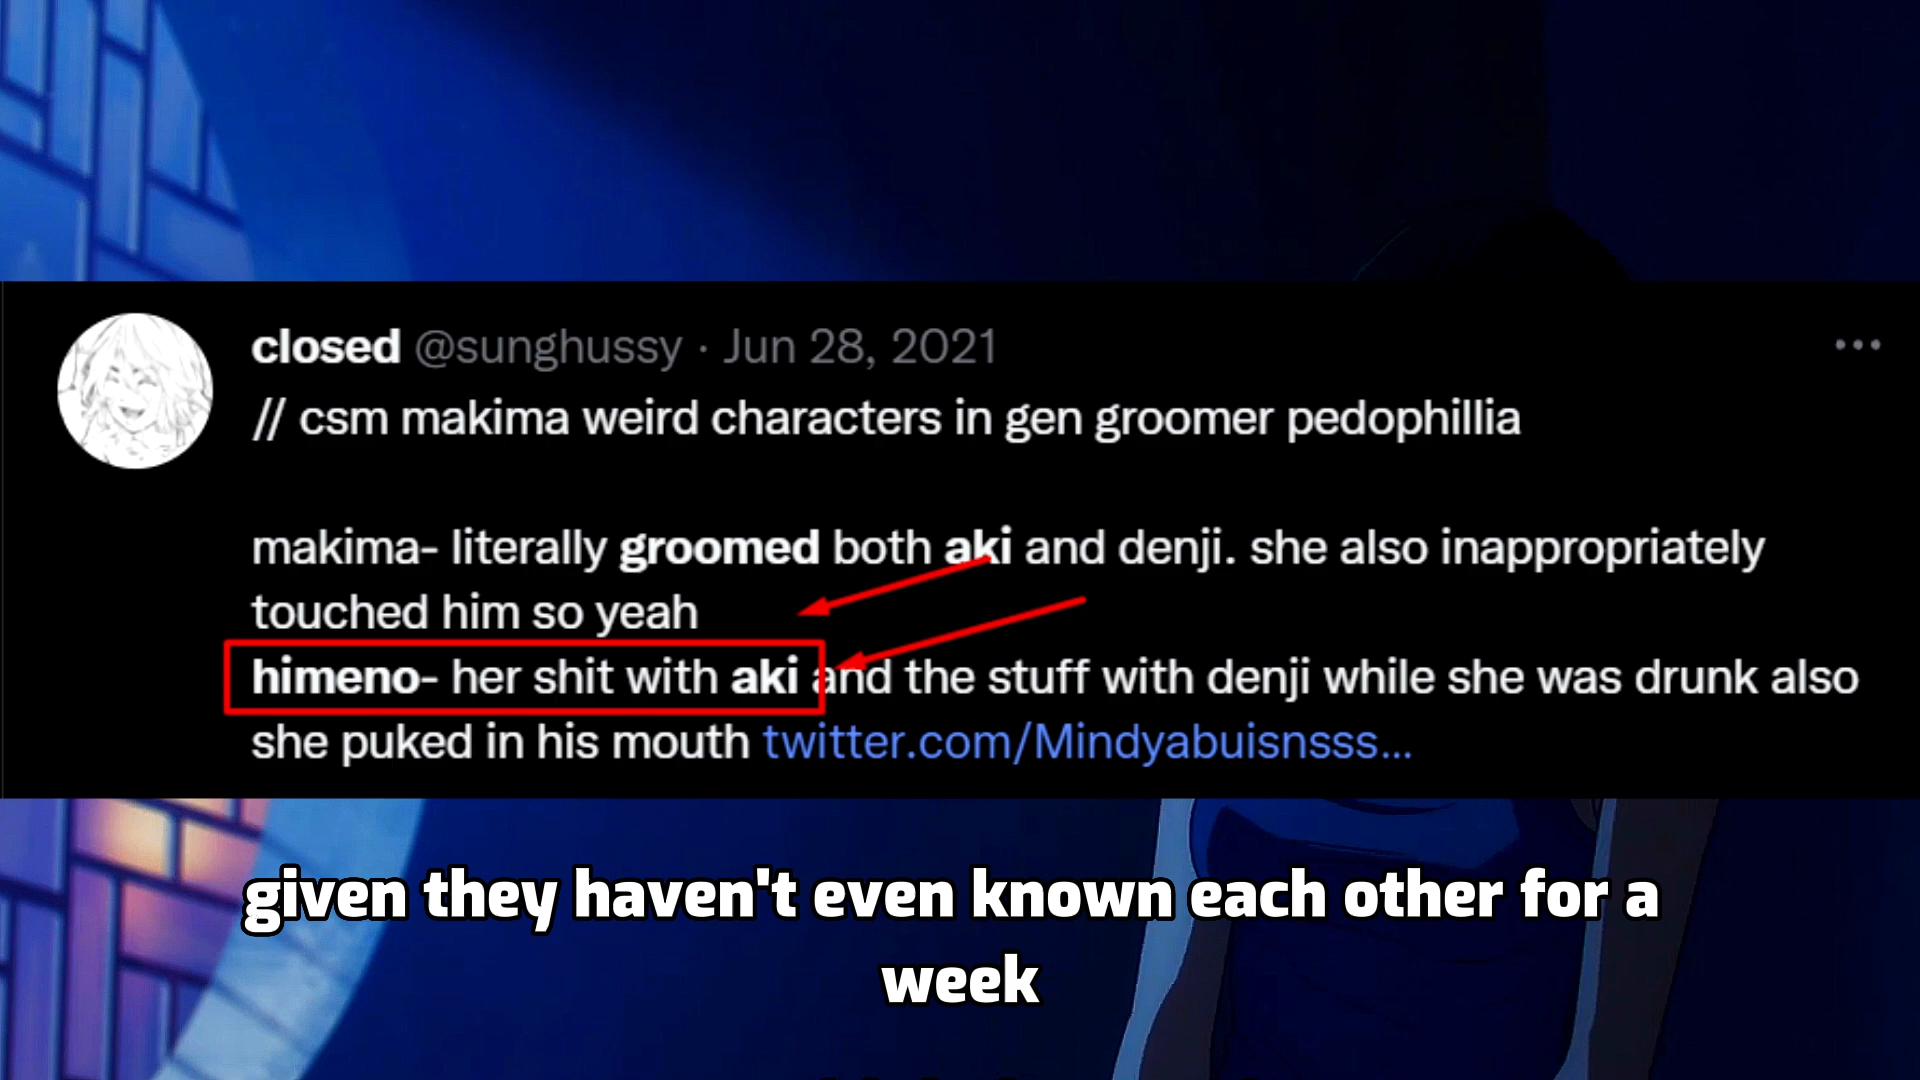 closed @sunghussy · Jun 28, 2021
// csm makima weird characters in gen groomer pedophillia
makima- literally groomed both aki and denji. she also inappropriately
touched him so yeah
himeno- her shit with aki and the stuff with denji while she was drunk also
she puked in his mouth twitter.com/Mindyabuisnsss...
given they haven't even known each other for a
week